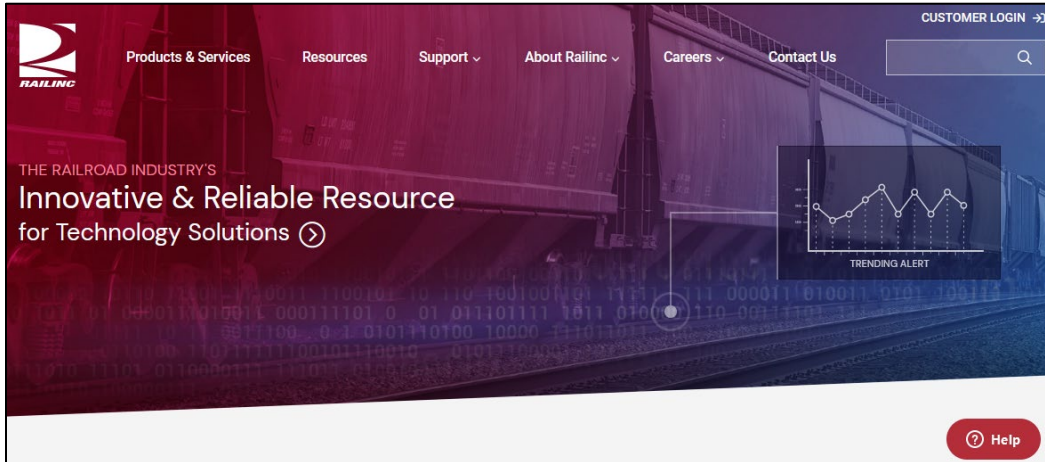 CUSTOMER LOGIN
RAILINC
Products & Services
Resources
Support
About Railinc
Careers
Contact Us
THE RAILROAD INDUSTRY'S
Innovative & Reliable Resource
for Technology Solutions
TRENDING ALERT
Help